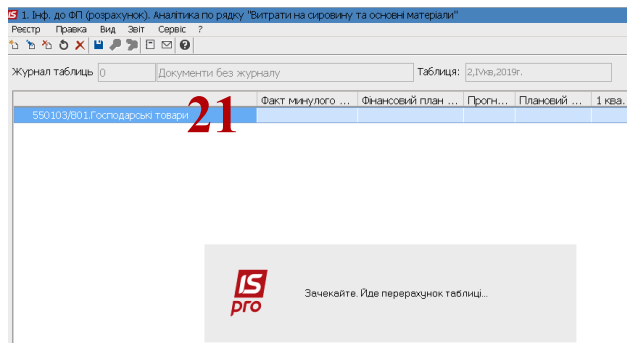 1. Інф. до ФП (розрахунок). Аналітика по рядку "Витрати на сировину та основні матеріали"
Реєстр Правка Вид Звіт Сервіс ?
Журнал таблиць 0 Документи без журналу Таблиця: 2,IVкв,2019г.
Факт минулого ... Фінансовий план ... Прогн... Плановий ... 1 ква.
550103/801.Господарські товари
21
IS pro
Зачекайте. Йде перерахунок таблиці...